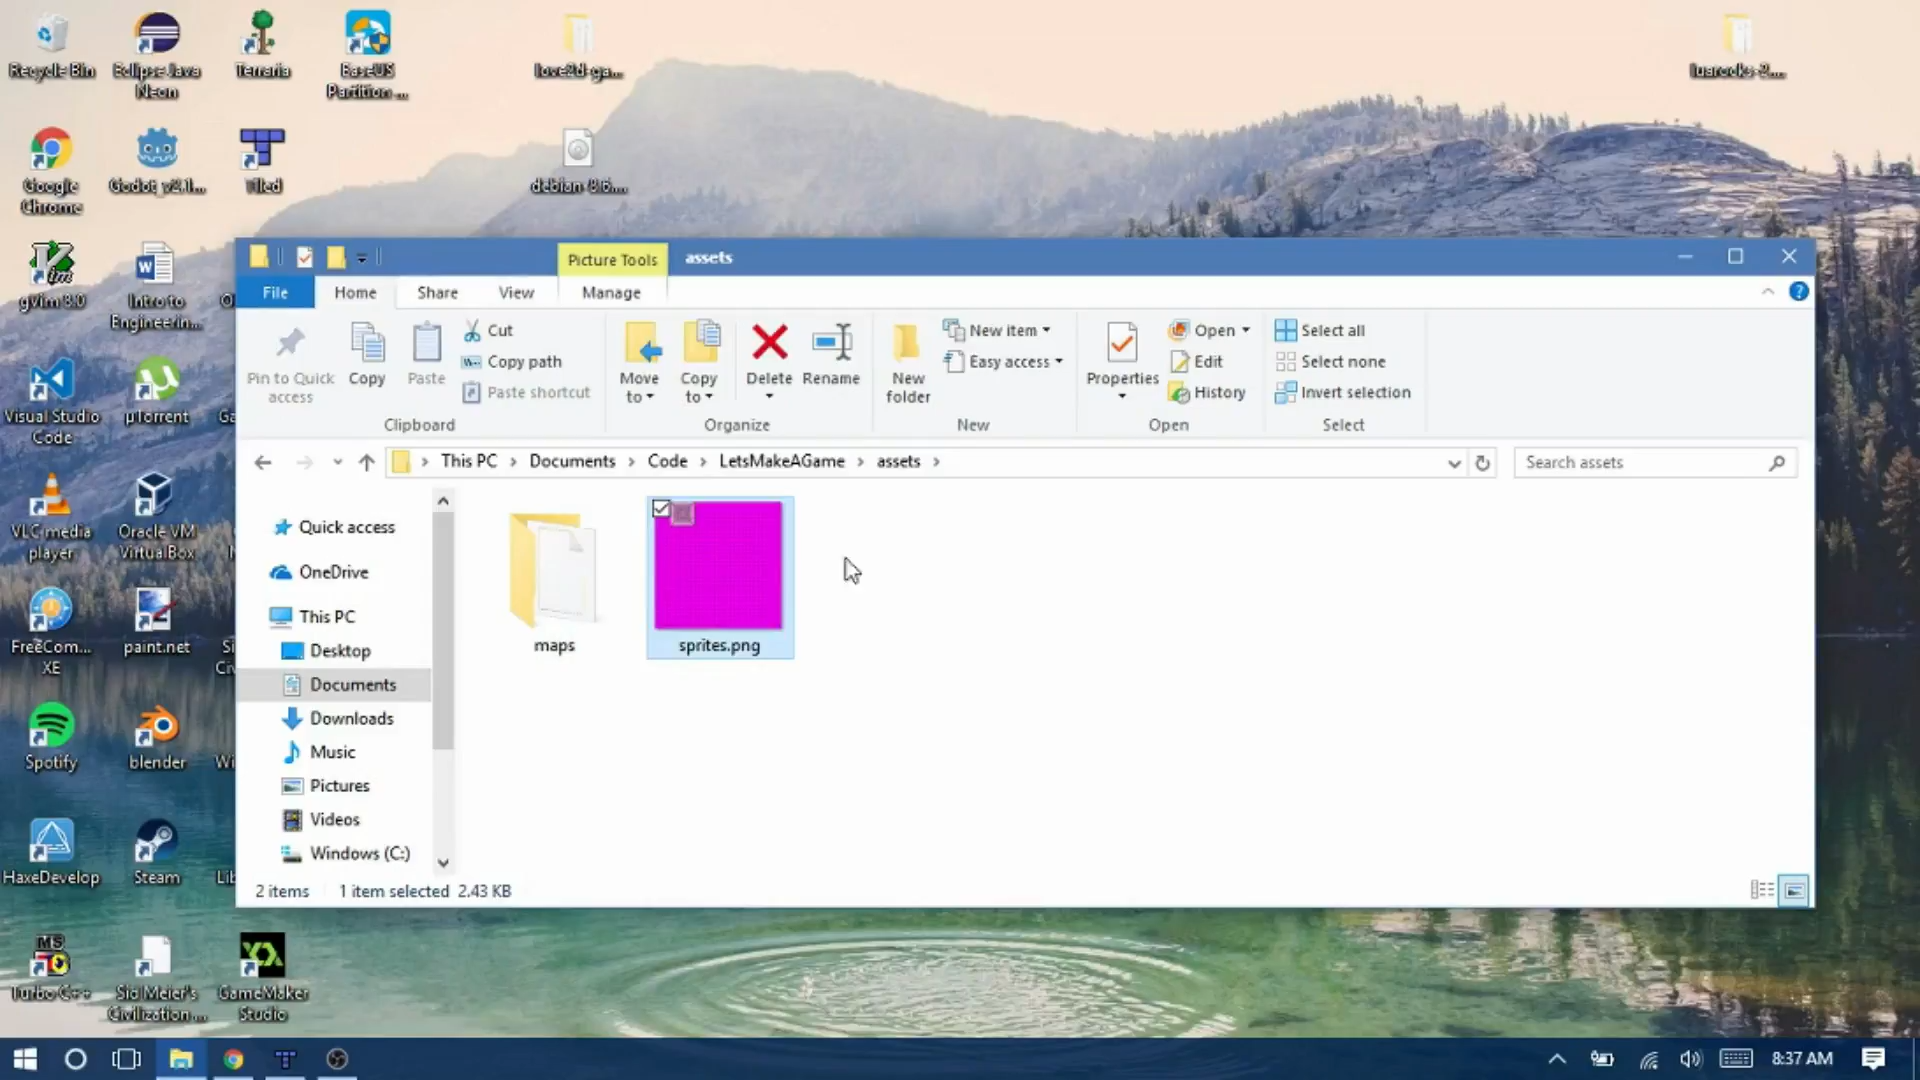 Recycle Bin
Eclipse Java
Neon
Terraria
EaseUS
Partition ...
love2d-ga...
luarocks-2....
Google
Chrome
Godot_v2.1...
Tiled
debian-8.6....
gVim 8.0
Intro to
Engineerin...
Visual Studio
Code
µTorrent
VLC media
player
Oracle VM
VirtualBox
FreeCom...
XE
paint.net
Spotify
blender
HaxeDevelop
Steam
Turbo C++
Sid Meier's
Civilization ....
GameMaker
Studio
Picture Tools
assets
File
Home
Share
View
Manage
Pin to Quick
access
Copy
Paste
Cut
Copy path
Paste shortcut
Clipboard
Move
to
Copy
to
Delete
Rename
Organize
New
folder
New item
Easy access
New
Properties
Open
Edit
History
Open
Select all
Select none
Invert selection
Select
This PC > Documents > Code > LetsMakeAGame > assets >
Search assets
Quick access
OneDrive
This PC
Desktop
Documents
Downloads
Music
Pictures
Videos
Windows (C:)
maps
sprites.png
2 items 1 item selected 2.43 KB
8:37 AM